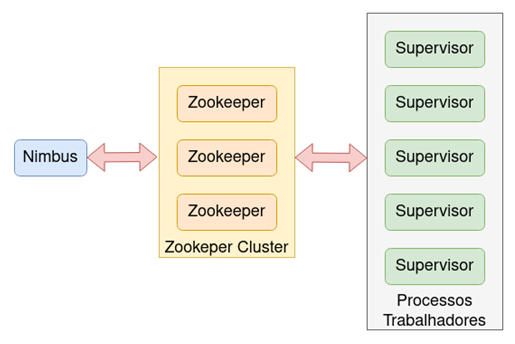 Nimbus
Zookeeper
Zookeeper
Zookeeper
Zookeper Cluster
Supervisor
Supervisor
Supervisor
Supervisor
Supervisor
Processos
Trabalhadores